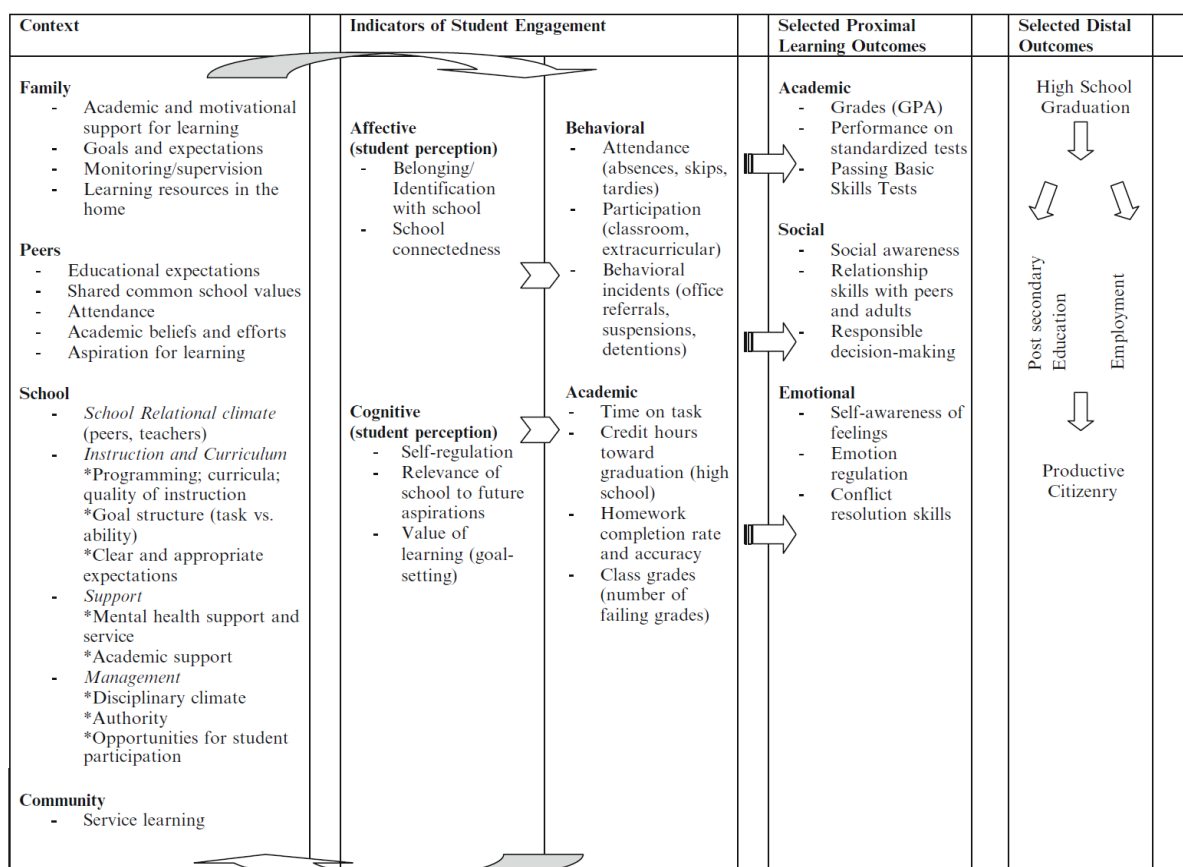 Context
Family
- Academic and motivational
support for learning
- Goals and expectations
- Monitoring/supervision
- Learning resources in the
home
Peers
- Educational expectations
- Shared common school values
- Attendance
- Academic beliefs and efforts
- Aspiration for learning
School
- School Relational climate
(peers, teachers)
- Instruction and Curriculum
*Programming; curricula;
quality of instruction
*Goal structure (task vs.
ability)
*Clear and appropriate
expectations
- Support
*Mental health support and
service
*Academic support
- Management
*Disciplinary climate
*Authority
*Opportunities for student
participation
Community
- Service learning
Indicators of Student Engagement
Affective
(student perception)
- Belonging/
Identification
with school
- School
connectedness
Cognitive
(student perception)
- Self-regulation
- Relevance of
school to future
aspirations
- Value of
learning (goal-
setting)
Behavioral
- Attendance
(absences, skips,
tardies)
- Participation
(classroom,
extracurricular)
- Behavioral
incidents (office
referrals,
suspensions,
detentions)
Academic
- Time on task
- Credit hours
toward
graduation (high
school)
- Homework
completion rate
and accuracy
- Class grades
(number of
failing grades)
Selected Proximal
Learning Outcomes
Academic
- Grades (GPA)
- Performance on
standardized tests
- Passing Basic
Skills Tests
Social
- Social awareness
- Relationship
skills with peers
and adults
- Responsible
decision-making
Emotional
- Self-awareness of
feelings
- Emotion
regulation
- Conflict
resolution skills
Selected Distal
Outcomes
High School
Graduation
Post secondary
Education
Employment
Productive
Citizenry